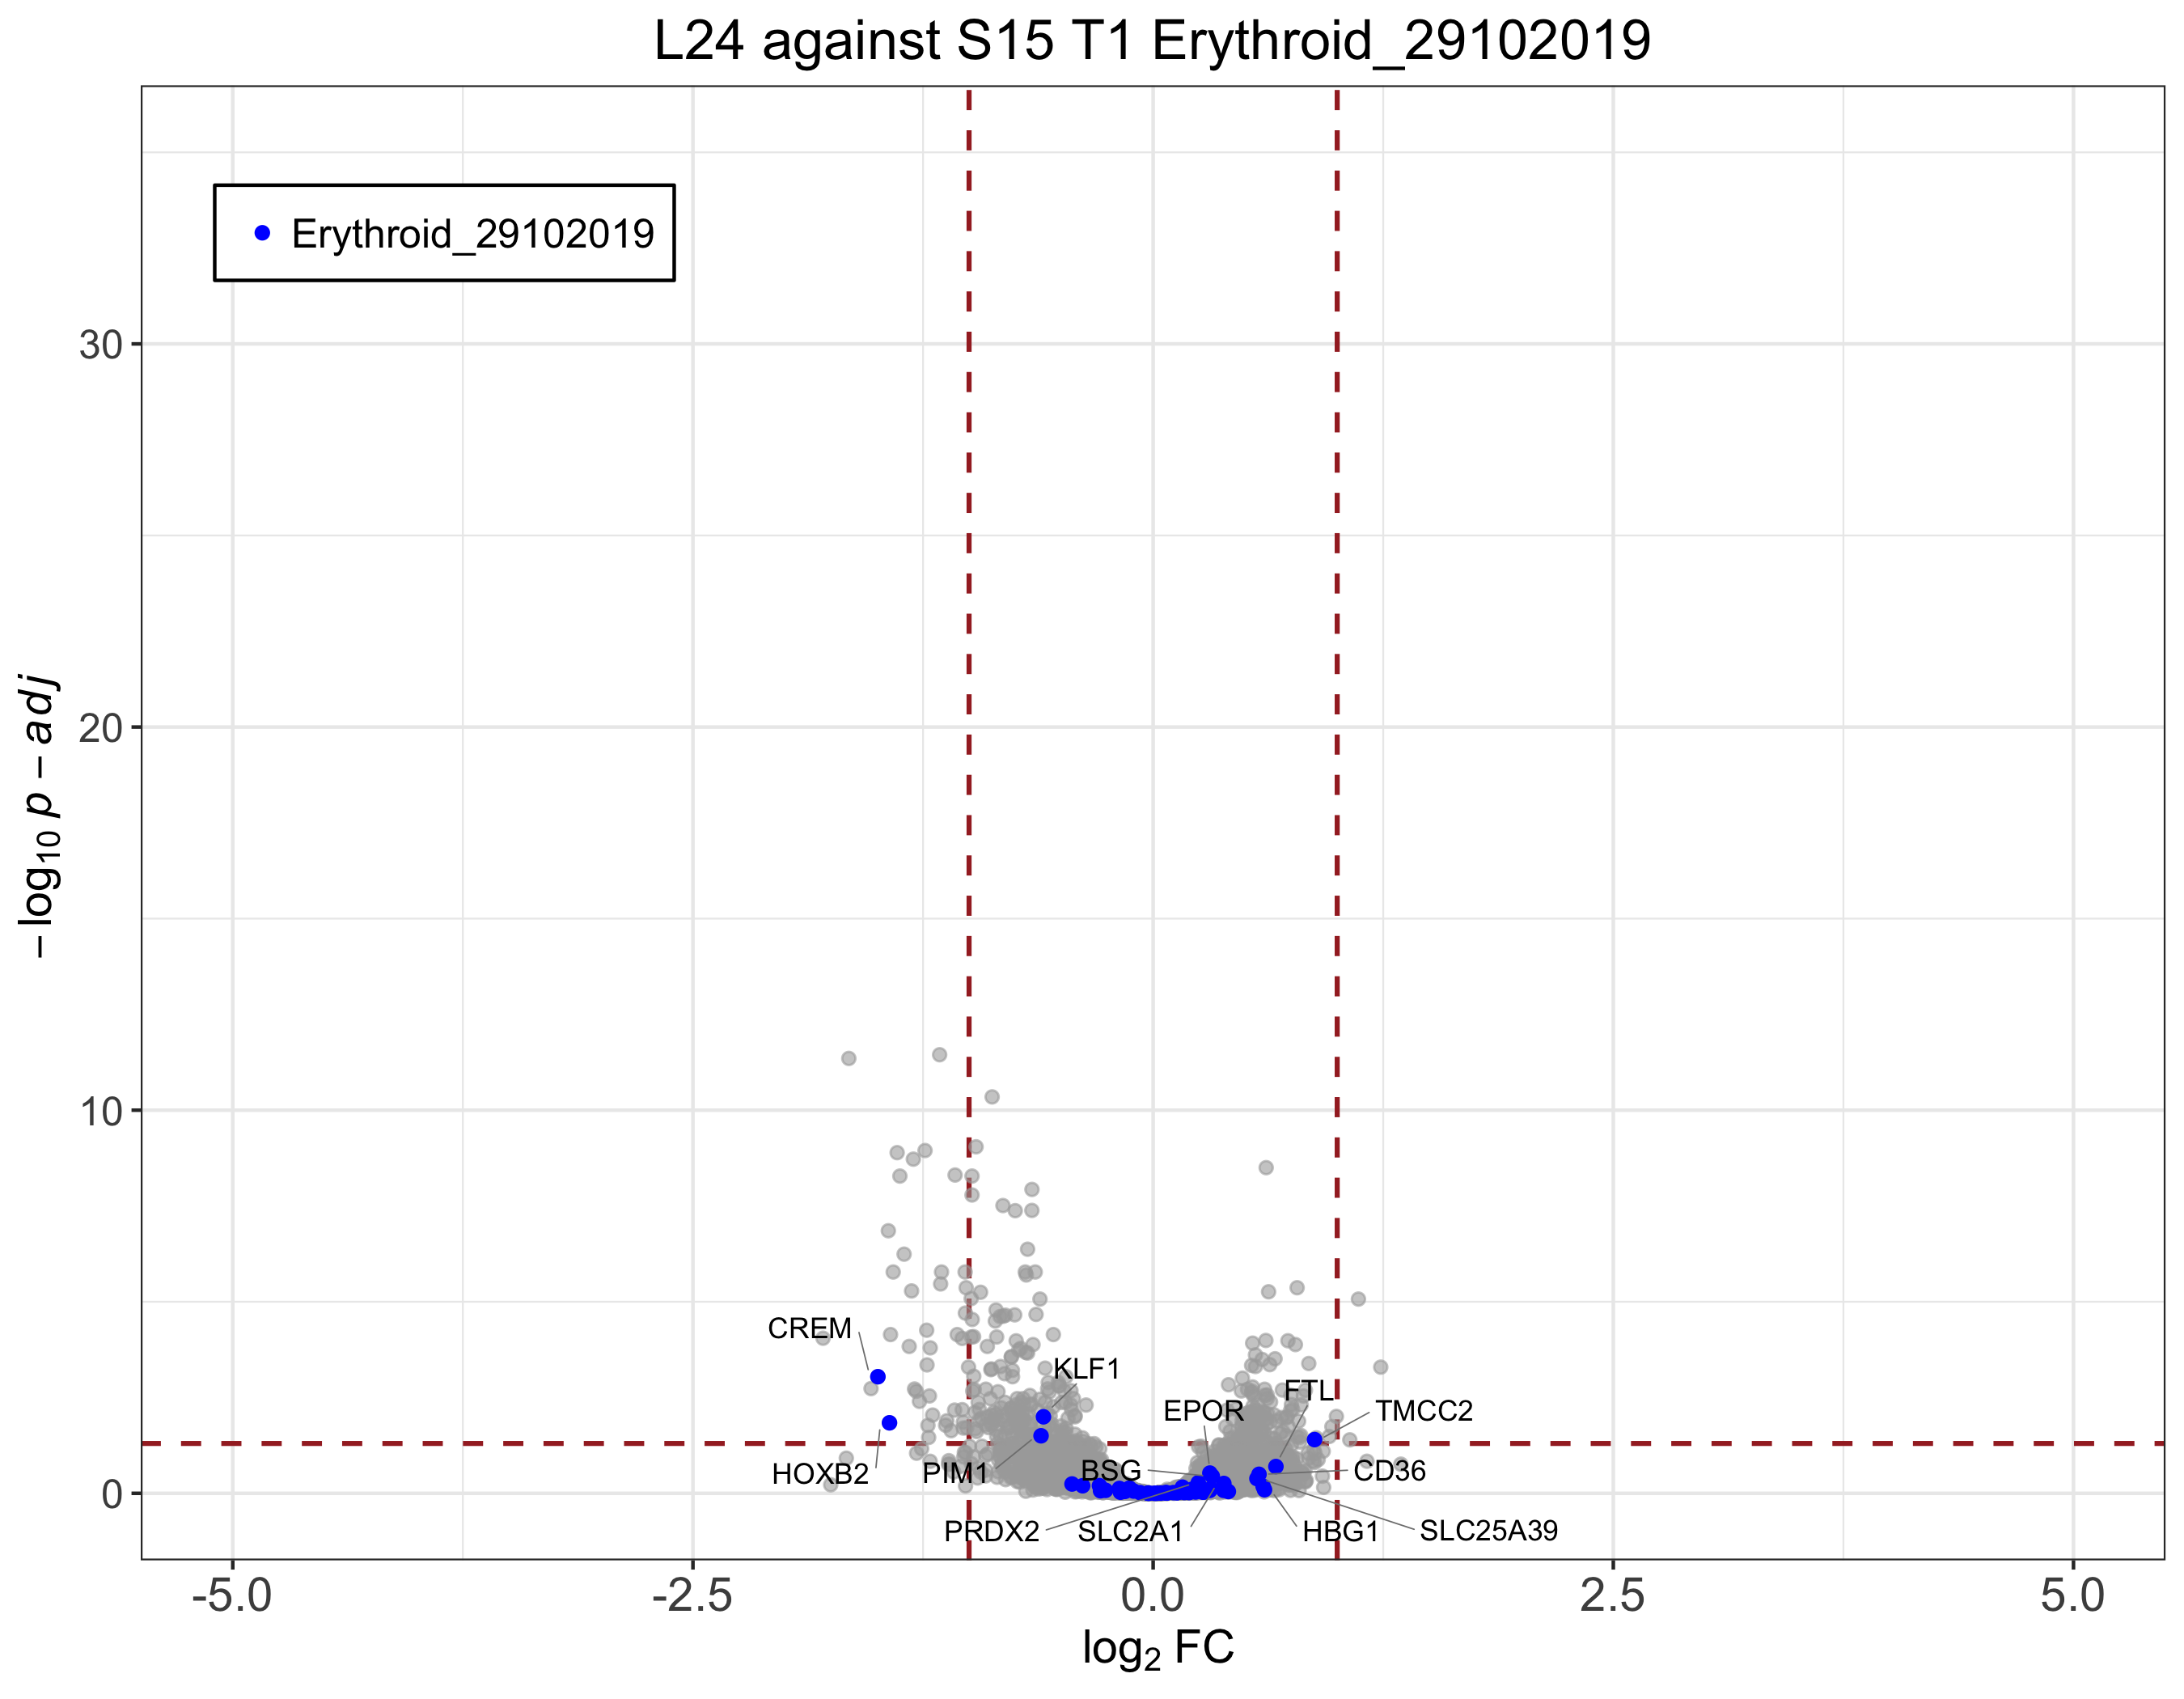 L24 against S15 T1 Erythroid_29102019
Erythroid_29102019
30
20
10
0
−log10 p − adj
CREM
KLF1
FTL
EPOR
TMCC2
HOXB2
PIM1
BSG
CD36
PRDX2
SLC2A1
HBG1
SLC25A39
-5.0
-2.5
0.0
2.5
5.0
log2 FC